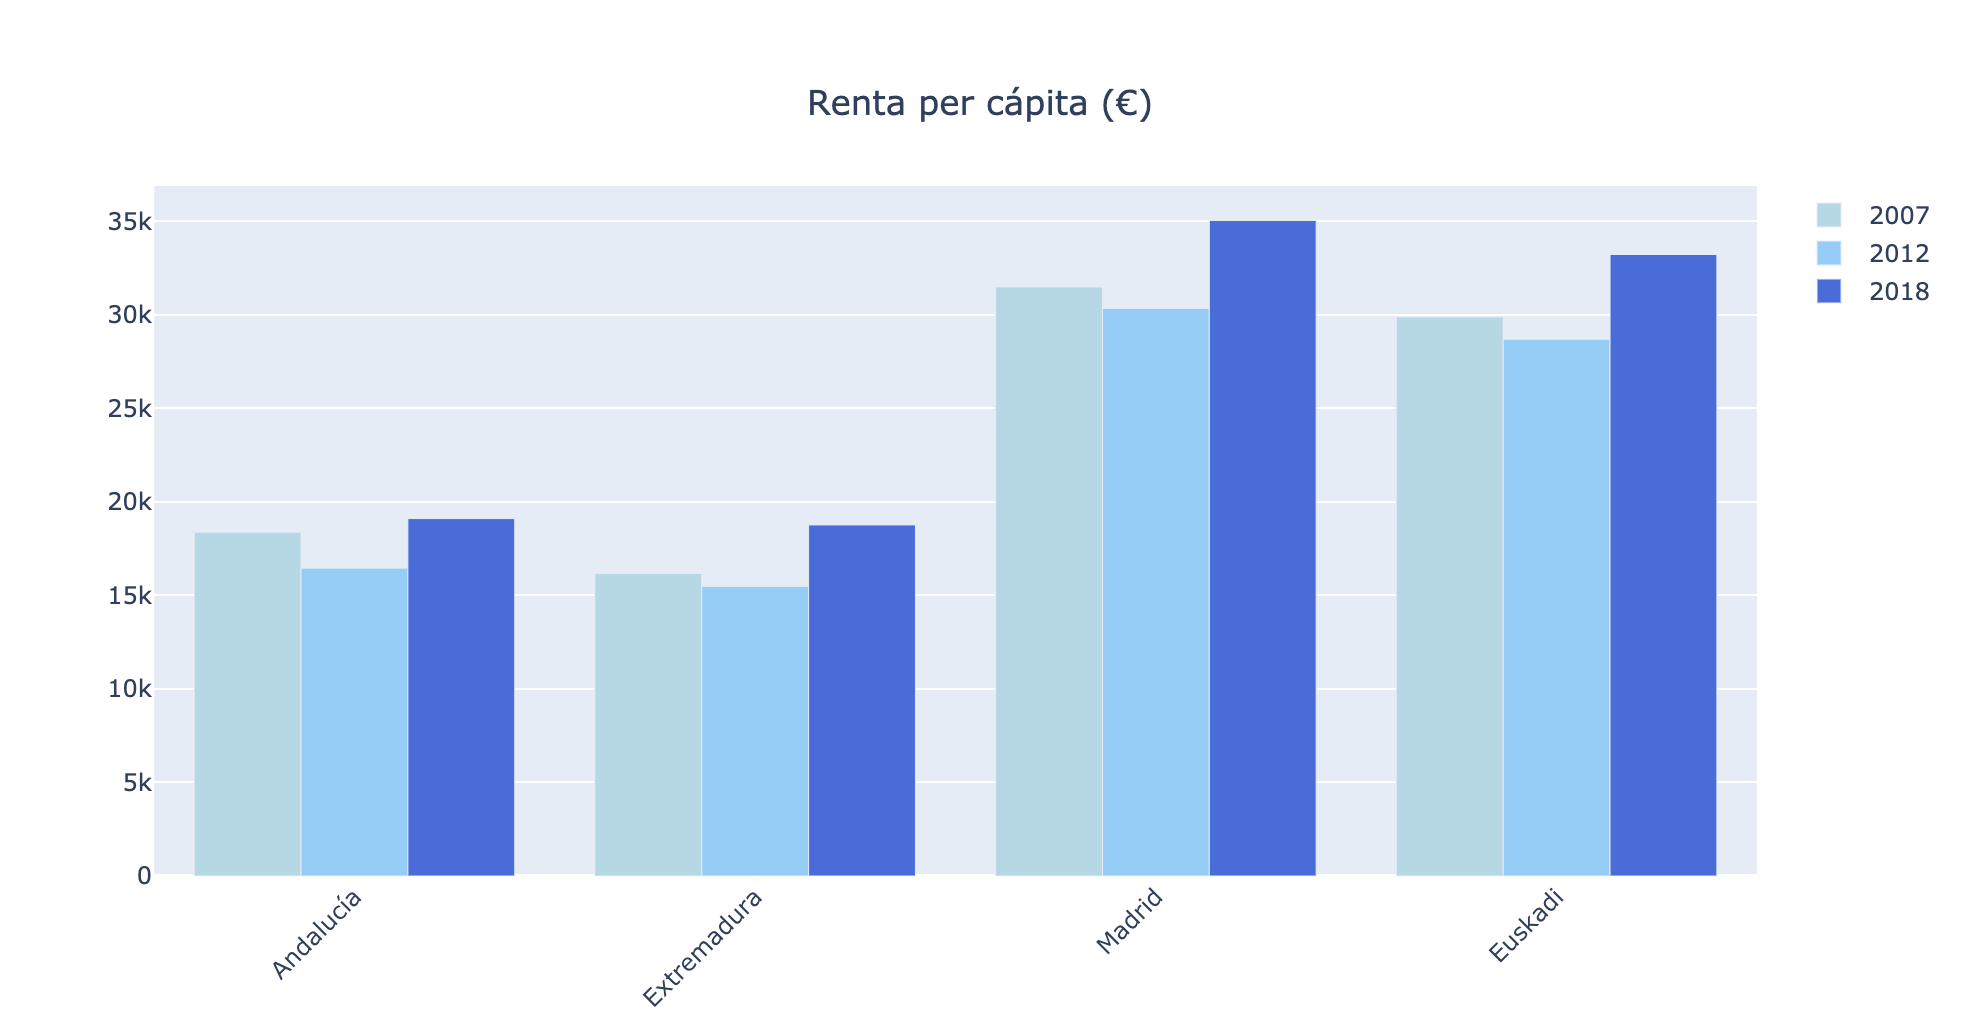 Renta per cápita (€)
35k
30k
25k
20k
15k
10k
5k
0
Andalucía
Extremadura
Madrid
Euskadi
2007
2012
2018